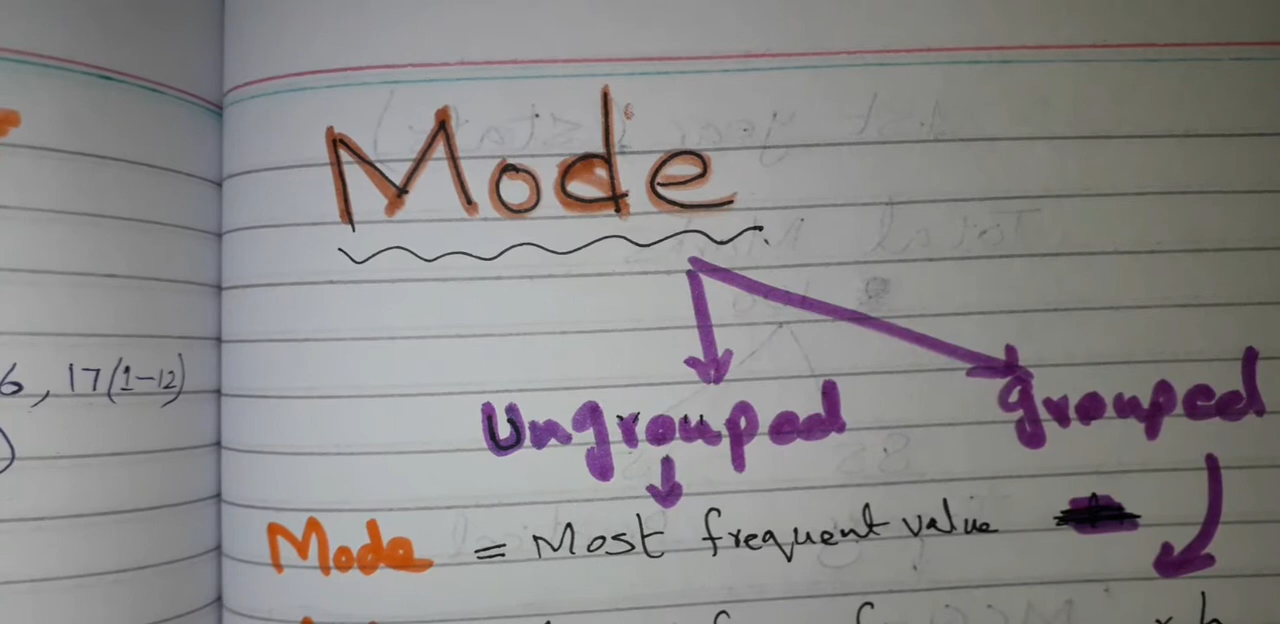 Mode
6, 17(1-12)
Ungrouped grouped
Mode = Most frequent value